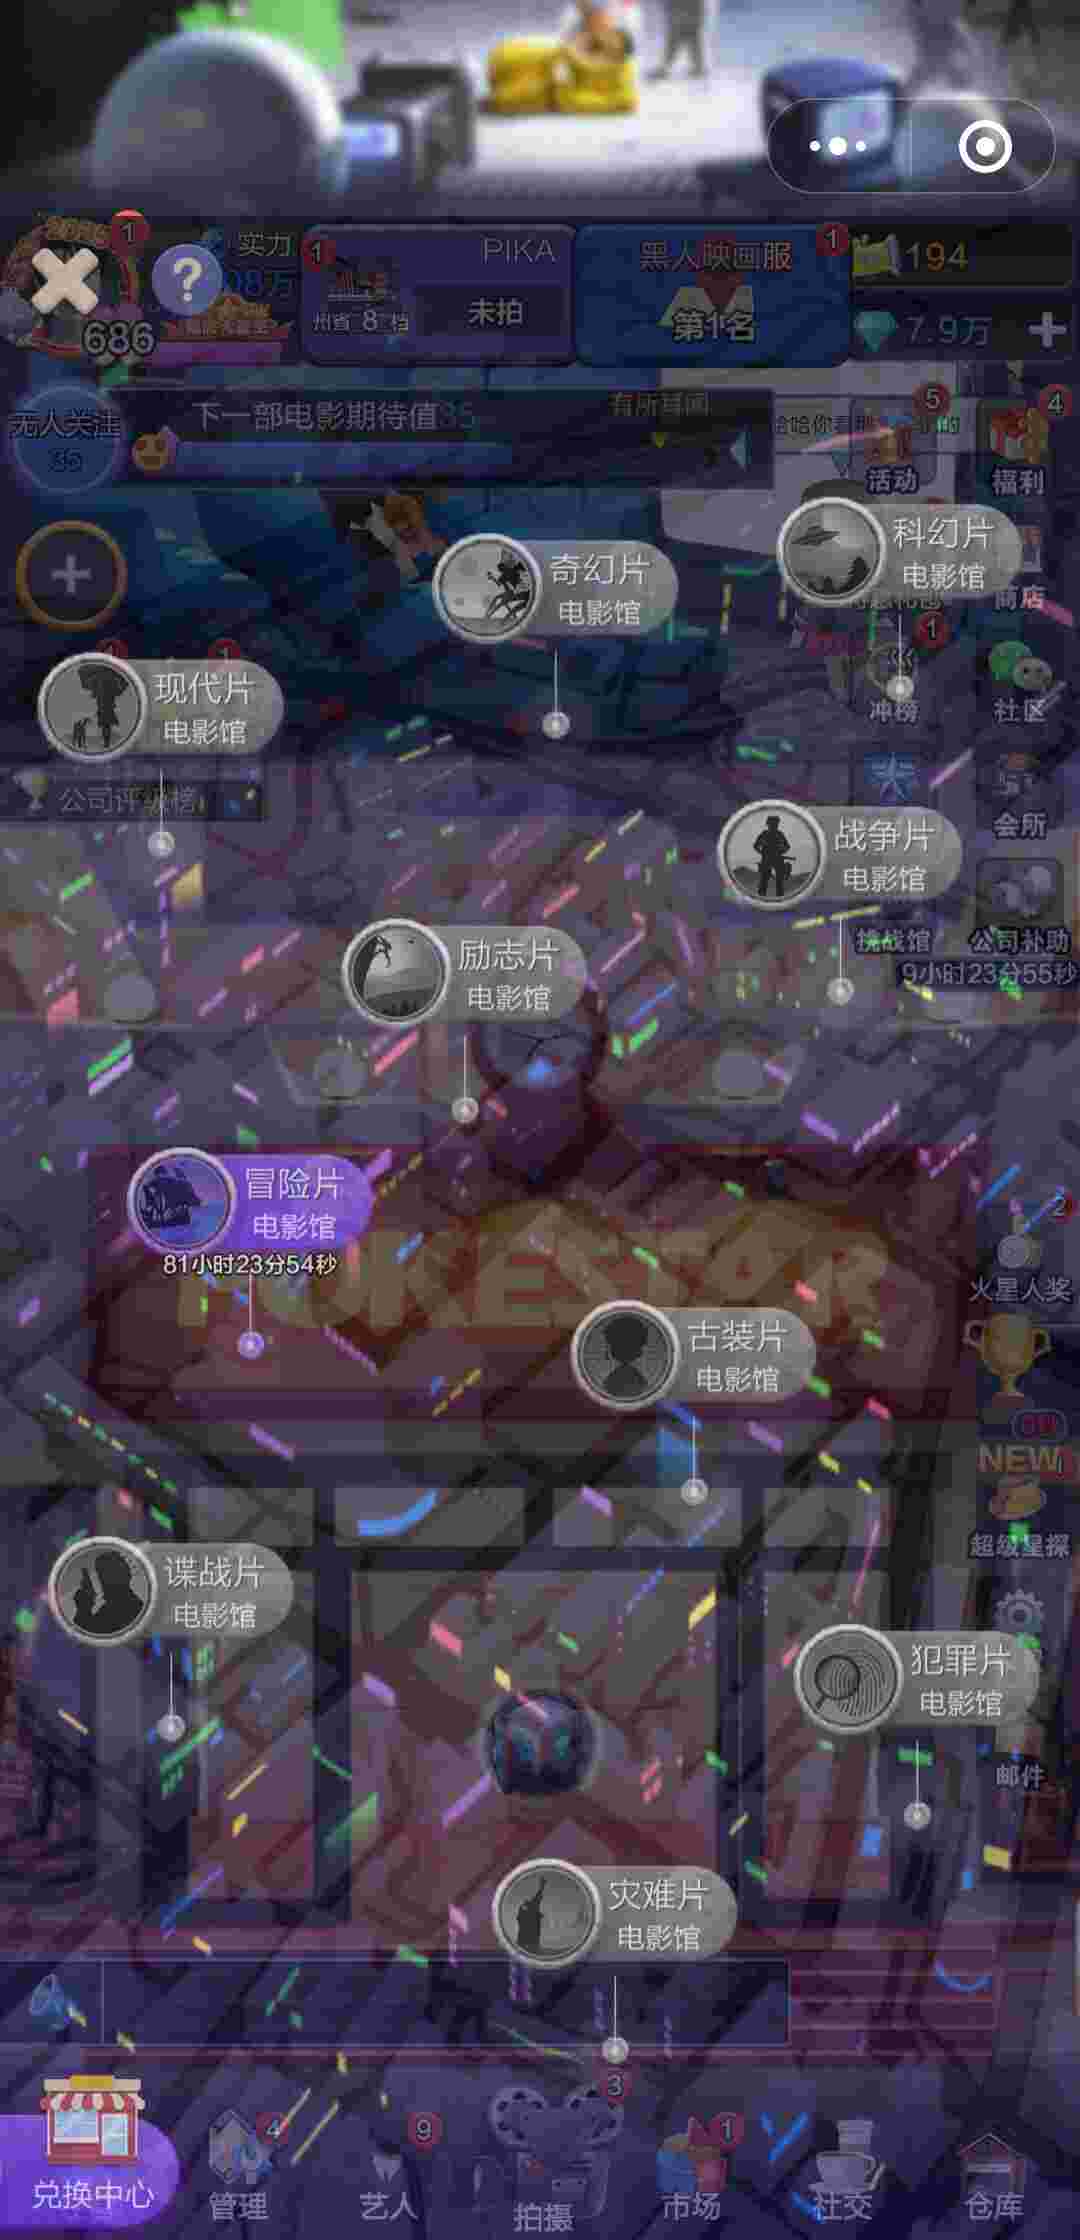 1
实力
686
1
PIKA
州省 8 档
未拍
黑人映画服
1
第1名
194
7.9万
无人关注
35
下一部电影期待值35
有所耳闻
5
活动
4
福利
奇幻片
电影馆
科幻片
电影馆
商店
1
冲榜
社区
现代片
电影馆
公司评级榜
会所
战争片
电影馆
挑战馆
公司补助
9小时23分55秒
励志片
电影馆
冒险片
电影馆
81小时23分54秒
2
火星人奖
古装片
电影馆
NEW
超级星探
谍战片
电影馆
犯罪片
电影馆
邮件
灾难片
电影馆
兑换中心
4
管理
9
艺人
3
拍摄
1
市场
社交
仓库